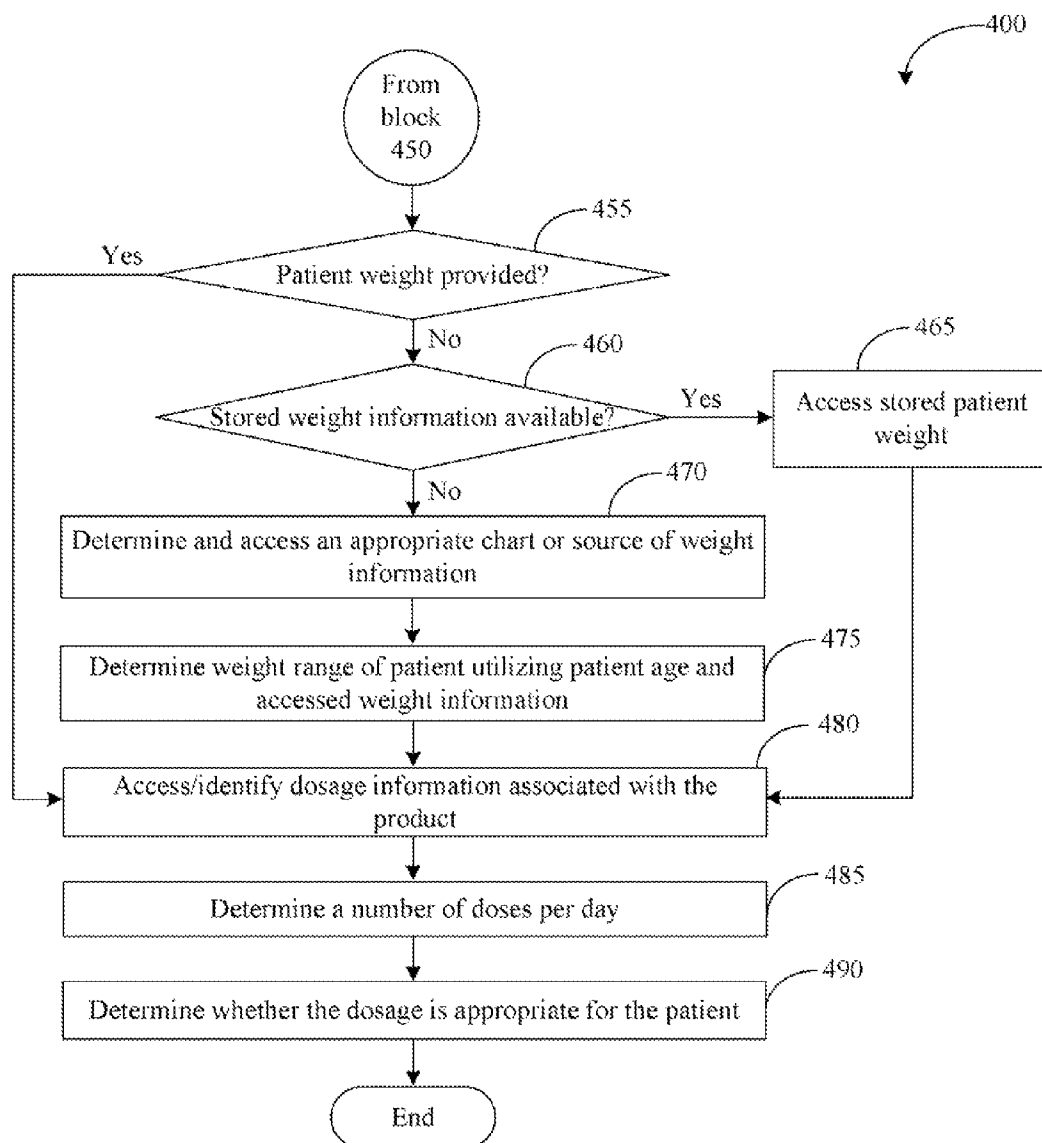 400
From
block
450
455
Yes
Patient weight provided?
No
460
465
Stored weight information available?
Yes
Access stored patient
weight
No
470
Determine and access an appropriate chart or source of weight
information
475
Determine weight range of patient utilizing patient age and
accessed weight information
480
Access/identify dosage information associated with the
product
485
Determine a number of doses per day
490
Determine whether the dosage is appropriate for the patient
End